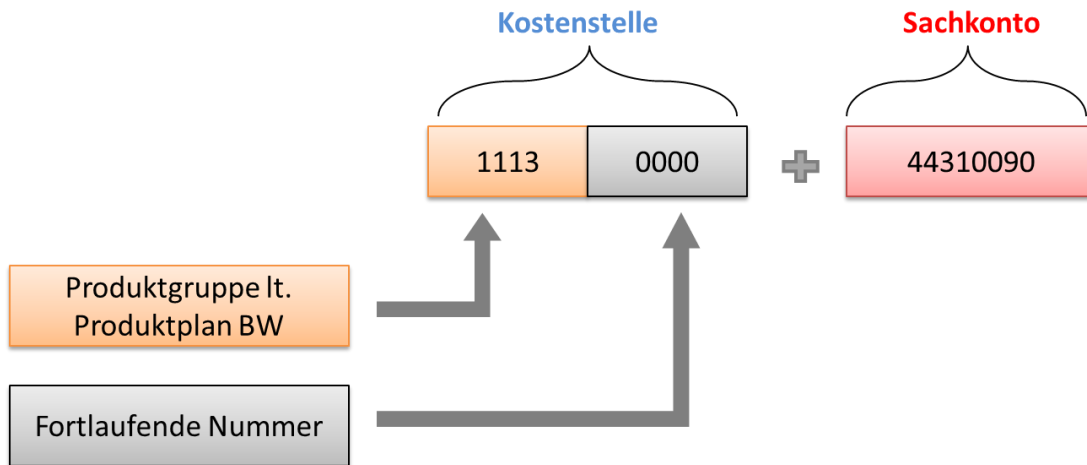 Kostenstelle
Sachkonto
1113
0000
44310090
Produktgruppe lt.
Produktplan BW
Fortlaufende Nummer